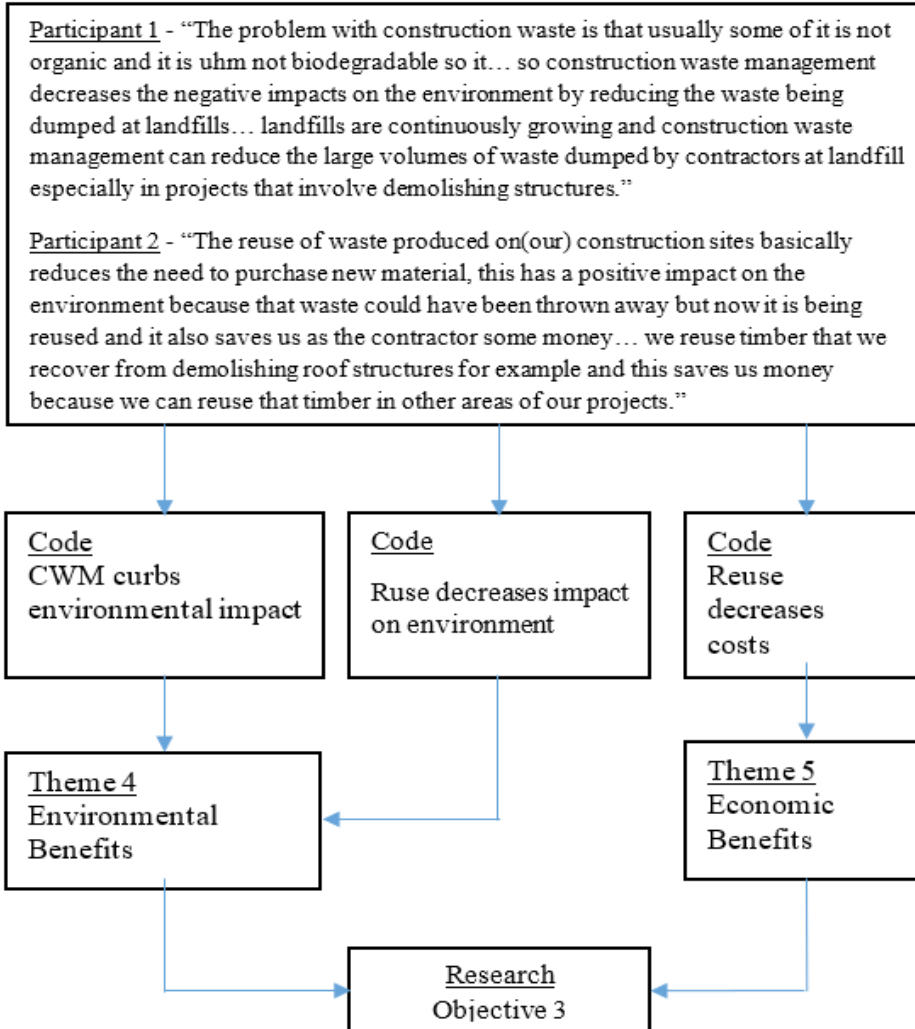 Participant 1 - “The problem with construction waste is that usually some of it is not
organic and it is uhm not biodegradable so it… so construction waste management
decreases the negative impacts on the environment by reducing the waste being
dumped at landfills… landfills are continuously growing and construction waste
management can reduce the large volumes of waste dumped by contractors at landfill
especially in projects that involve demolishing structures.”
Participant 2 - “The reuse of waste produced on(our) construction sites basically
reduces the need to purchase new material, this has a positive impact on the
environment because that waste could have been thrown away but now it is being
reused and it also saves us as the contractor some money… we reuse timber that we
recover from demolishing roof structures for example and this saves us money
because we can reuse that timber in other areas of our projects.”
Code
CWM curbs
environmental impact
Code
Ruse decreases impact
on environment
Code
Reuse
decreases
costs
Theme 4
Environmental
Benefits
Theme 5
Economic
Benefits
Research
Objective 3